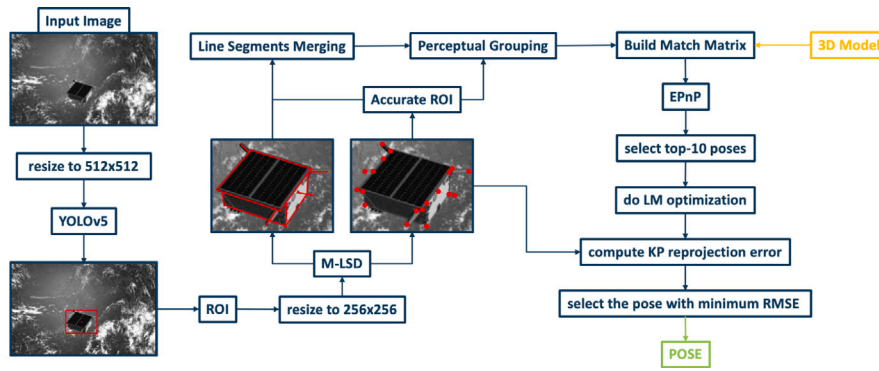 Input Image
resize to 512x512
YOLOv5
ROI
resize to 256x256
M-LSD
Accurate ROI
Line Segments Merging
Perceptual Grouping
Build Match Matrix
3D Model
EPnP
select top-10 poses
do LM optimization
compute KP reprojection error
select the pose with minimum RMSE
POSE